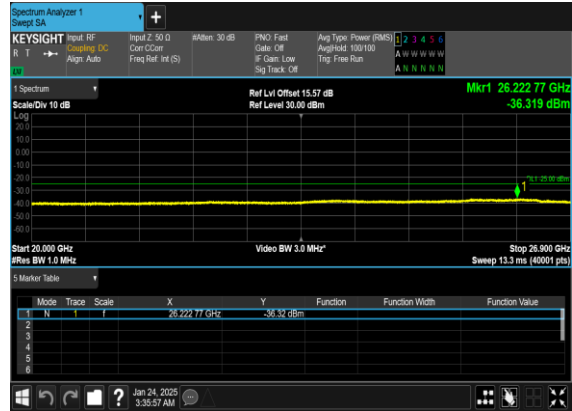 Spectrum Analyzer 1
Swept SA
+
KEYSIGHT Input: RF Input Z: 50 Ω #Atten: 30 dB PNO: Fast Avg Type: Power (RMS) 1 2 3 4 5 6
R T Coupling: DC Corr CCorr Gate: Off Avg|Hold: 100/100 A W W W W W
Align: Auto Freq Ref: Int (S) IF Gain: Low Trig: Free Run
Sig Track: Off A N N N N N
1 Spectrum Ref Lvl Offset 15.57 dB Mkr1 26.222 77 GHz
Scale/Div 10 dB Ref Level 30.00 dBm -36.319 dBm
Log
20.0
10.0
0.00
-10.0
-20.0
DL1 -25.00 dBm
-30.0
1
-40.0
-50.0
-60.0
Start 20.000 GHz Video BW 3.0 MHz* Stop 26.900 GHz
#Res BW 1.0 MHz Sweep 13.3 ms (40001 pts)
5 Marker Table
Mode Trace Scale X Y Function Function Width Function Value
1 N 1 f 26.222 77 GHz -36.32 dBm
2
3
4
5
6
? Jan 24, 2025
3:35:57 AM